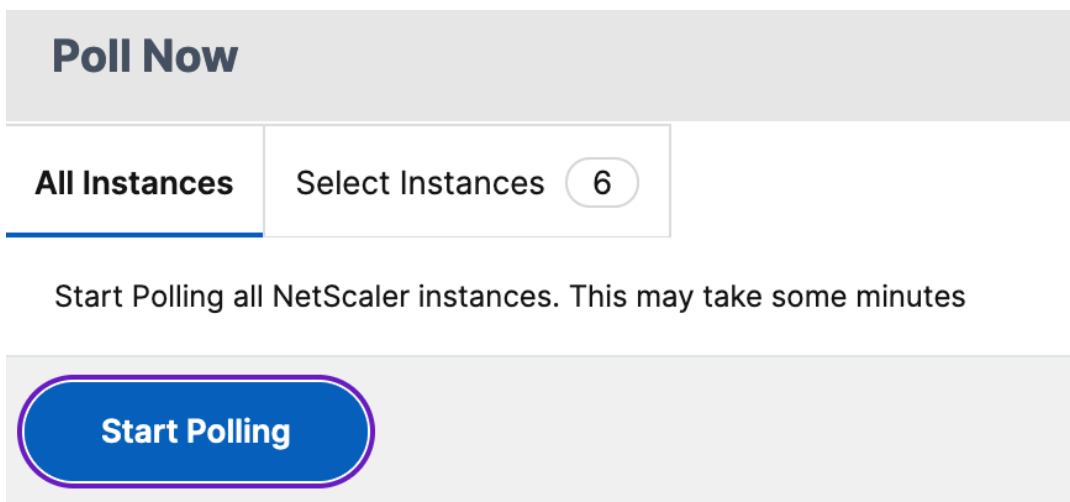 Poll Now
All Instances
Select Instances 6
Start Polling all NetScaler instances. This may take some minutes
Start Polling